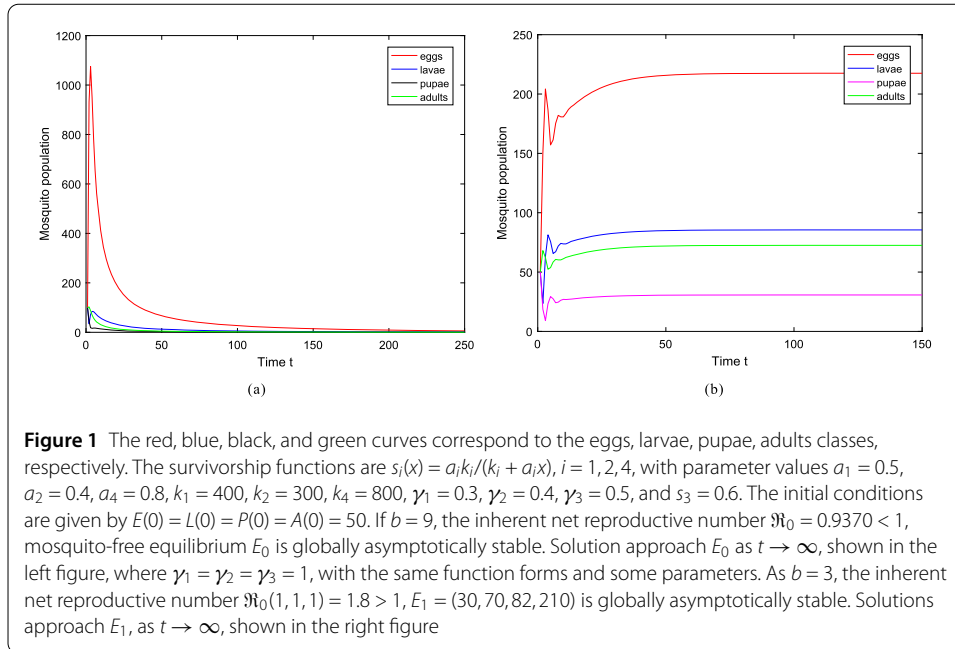 1200
1000
800
600
400
200
0
Mosquito population
0 50 100 150 200 250
Time t
eggs
lavae
pupae
adults
(a)
250
200
150
100
50
0
Mosquito population
0 50 100 150
Time t
eggs
lavae
pupae
adults
(b)
Figure 1 The red, blue, black, and green curves correspond to the eggs, larvae, pupae, adults classes,
respectively. The survivorship functions are sᵢ(x) = aᵢkᵢ/(kᵢ + aᵢx), i = 1, 2, 4, with parameter values a₁ = 0.5,
a₂ = 0.4, a₄ = 0.8, k₁ = 400, k₂ = 300, k₄ = 800, γ₁ = 0.3, γ₂ = 0.4, γ₃ = 0.5, and s₃ = 0.6. The initial conditions
are given by E(0) = L(0) = P(0) = A(0) = 50. If b = 9, the inherent net reproductive number ℜ₀ = 0.9370 < 1,
mosquito-free equilibrium E₀ is globally asymptotically stable. Solution approach E₀ as t → ∞, shown in the
left figure, where γ₁ = γ₂ = γ₃ = 1, with the same function forms and some parameters. As b = 3, the inherent
net reproductive number ℜ₀(1, 1, 1) = 1.8 > 1, E₁ = (30, 70, 82, 210) is globally asymptotically stable. Solutions
approach E₁, as t → ∞, shown in the right figure